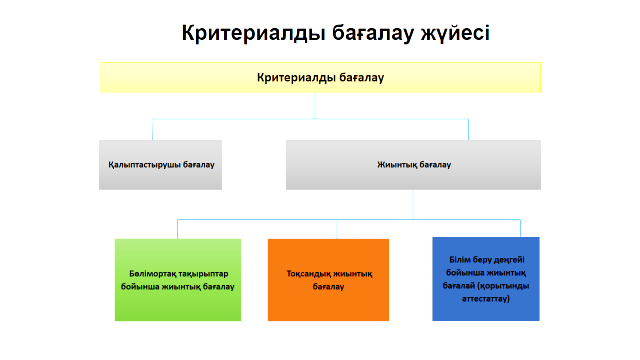 Критериалды бағалау жүйесі
Критериалды бағалау
Қалыптастырушы бағалау
Жиынтық бағалау
Бөлімортақ тақырыптар
бойынша жиынтық бағалау
Тоқсандық жиынтық
бағалау
Білім беру деңгейі
бойынша жиынтық
бағалай (қорытынды
аттестаттау)